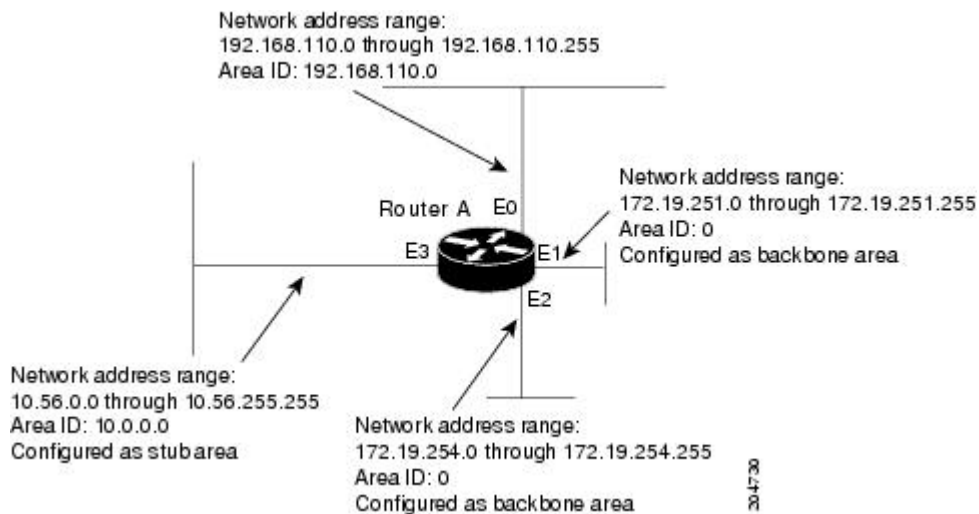 Network address range:
192.168.110.0 through 192.168.110.255
Area ID: 192.168.110.0
Network address range:
172.19.251.0 through 172.19.251.255
Area ID: 0
Configured as backbone area
Router A
E0
E3
E1
E2
Network address range:
10.56.0.0 through 10.56.255.255
Area ID: 10.0.0.0
Configured as stub area
Network address range:
172.19.254.0 through 172.19.254.255
Area ID: 0
Configured as backbone area